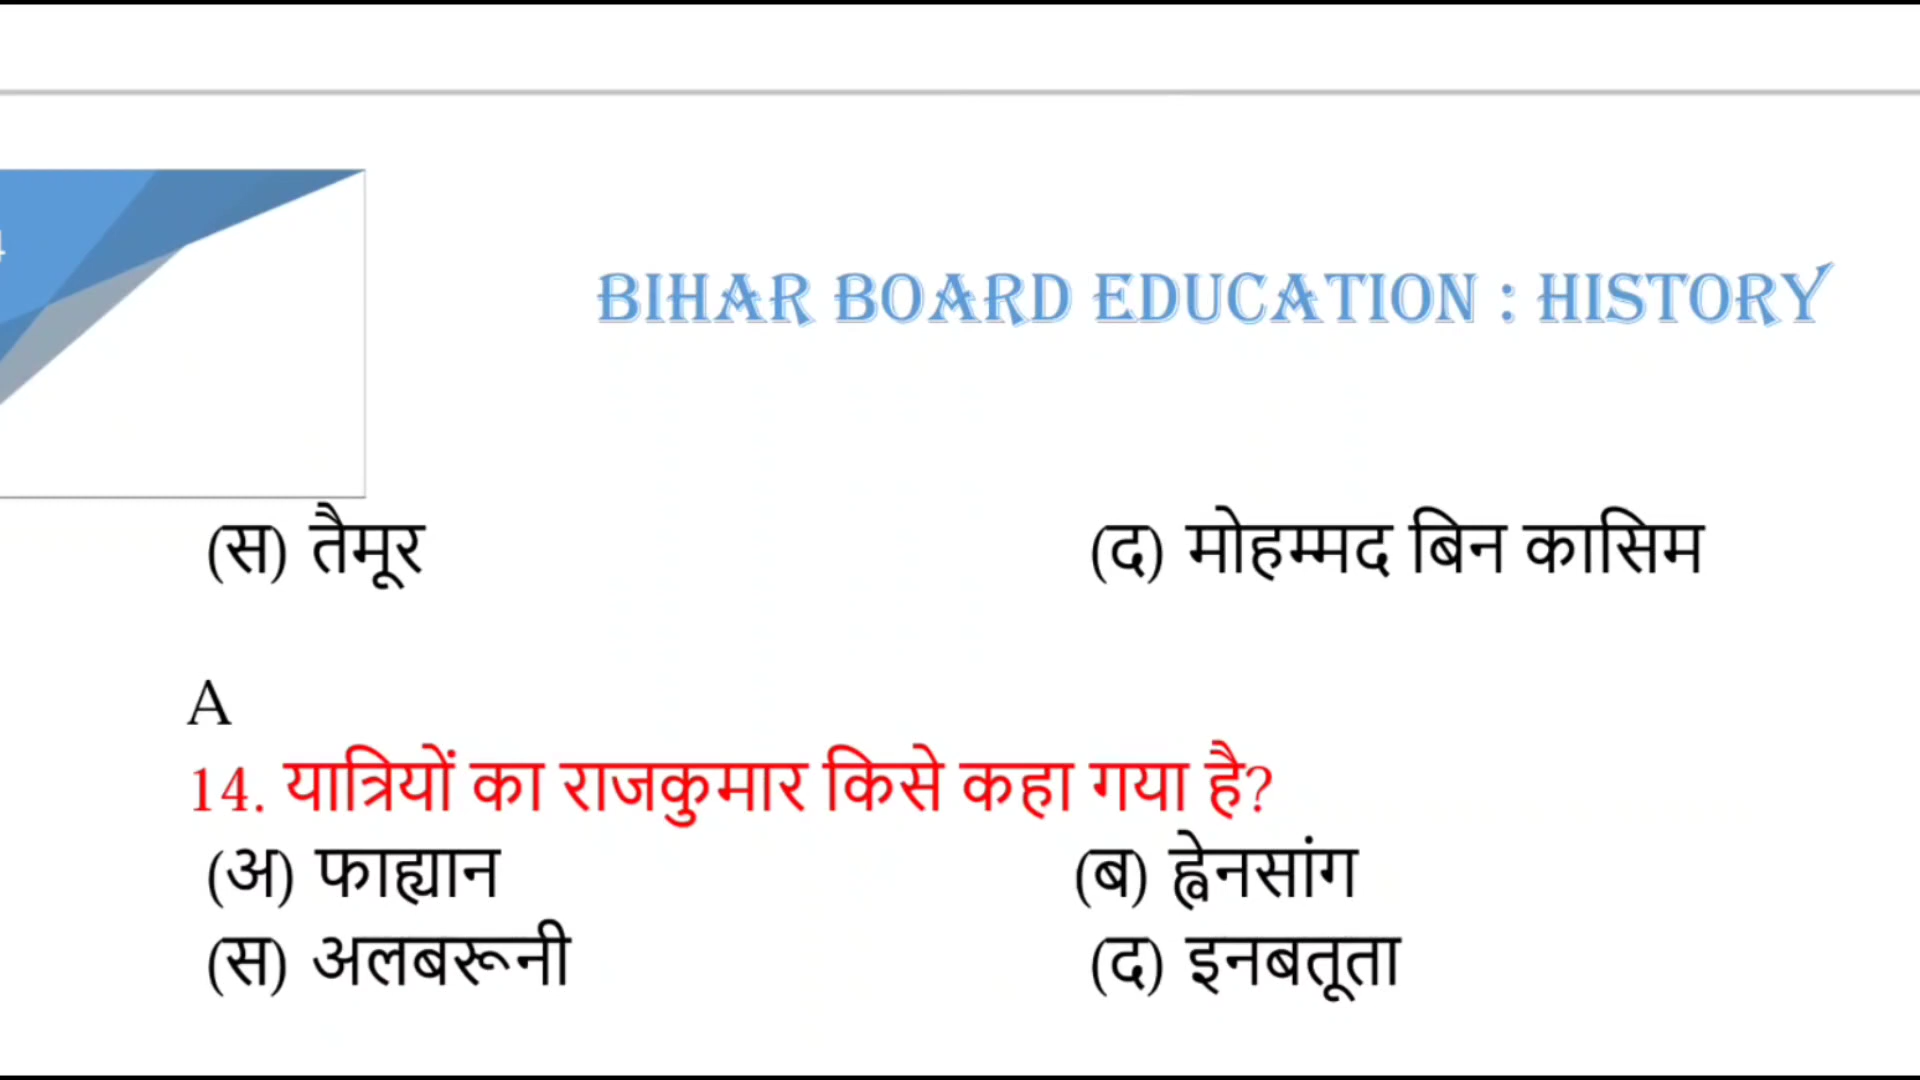 BIHAR BOARD EDUCATION : HISTORY
(स) तैमूर (द) मोहम्मद बिन कासिम
A
14. यात्रियों का राजकुमार किसे कहा गया है?
(अ) फाह्यान (ब) ह्वेनसांग
(स) अलबरूनी (द) इनबतूता